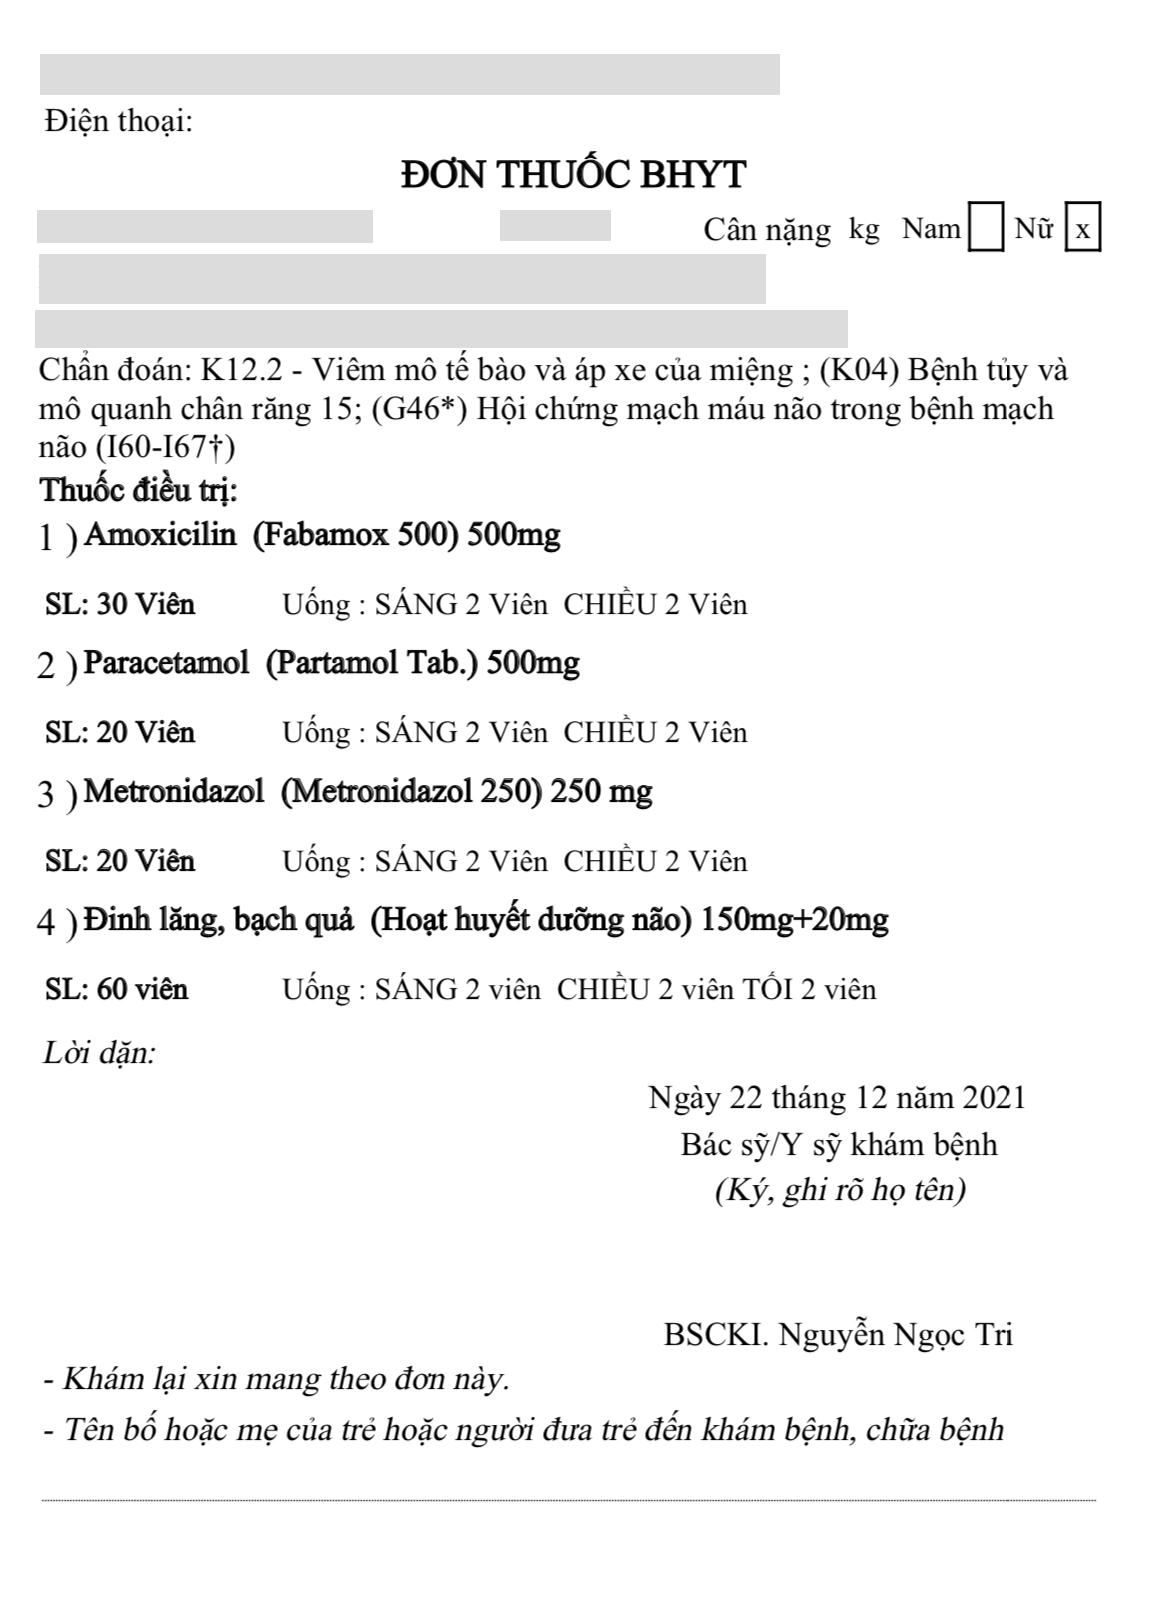 Điện thoại:
ĐƠN THUỐC BHYT
Cân nặng kg Nam Nữ x
Chẩn đoán: K12.2 - Viêm mô tế bào và áp xe của miệng ; (K04) Bệnh tủy và
mô quanh chân răng 15; (G46*) Hội chứng mạch máu não trong bệnh mạch
não (I60-I67†)
Thuốc điều trị:
1 ) Amoxicilin (Fabamox 500) 500mg
SL: 30 Viên Uống : SÁNG 2 Viên CHIỀU 2 Viên
2 ) Paracetamol (Partamol Tab.) 500mg
SL: 20 Viên Uống : SÁNG 2 Viên CHIỀU 2 Viên
3 ) Metronidazol (Metronidazol 250) 250 mg
SL: 20 Viên Uống : SÁNG 2 Viên CHIỀU 2 Viên
4 ) Đinh lăng, bạch quả (Hoạt huyết dưỡng não) 150mg+20mg
SL: 60 viên Uống : SÁNG 2 viên CHIỀU 2 viên TỐI 2 viên
Lời dặn:
Ngày 22 tháng 12 năm 2021
Bác sỹ/Y sỹ khám bệnh
(Ký, ghi rõ họ tên)
BSCKI. Nguyễn Ngọc Tri
- Khám lại xin mang theo đơn này.
- Tên bố hoặc mẹ của trẻ hoặc người đưa trẻ đến khám bệnh, chữa bệnh